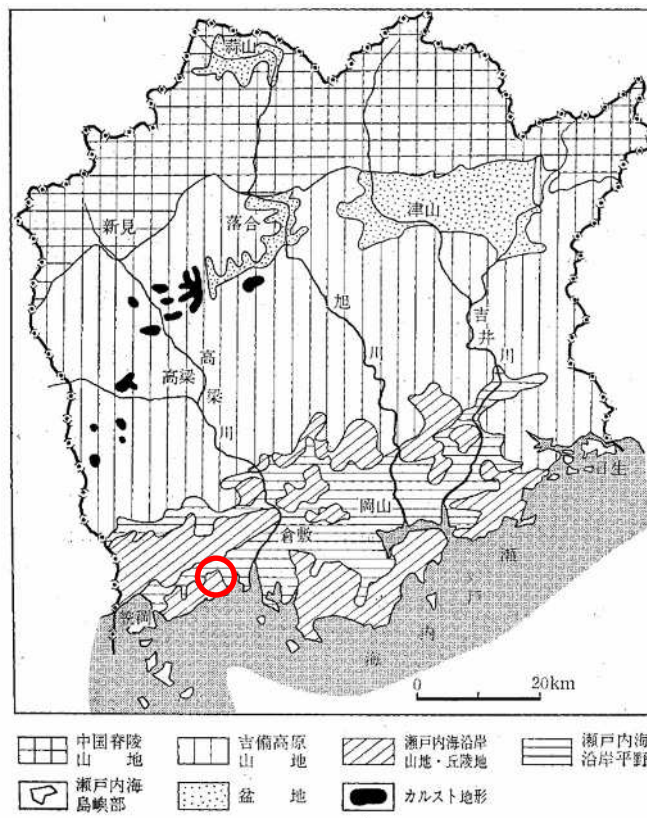 蒜山
新見
落合
津山
旭
川
吉
井
川
高
梁
川
高梁
岡山
倉敷
日生
笠岡
瀬
戸
内
海
0 20km
中国脊陵
山地
吉備高原
山地
瀬戸内海沿岸
山地・丘陵地
瀬戸内海
沿岸平野
瀬戸内海
島嶼部
盆地
カルスト地形